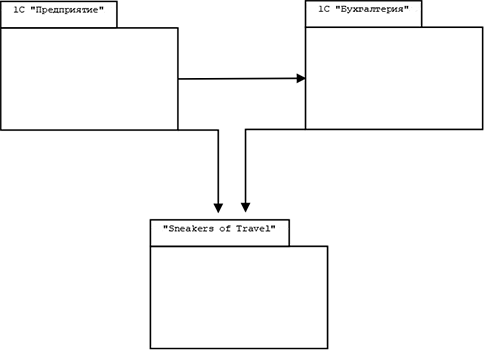 1С "Предприятие"
1С "Бухгалтерия"
"Sneakers of Travel"